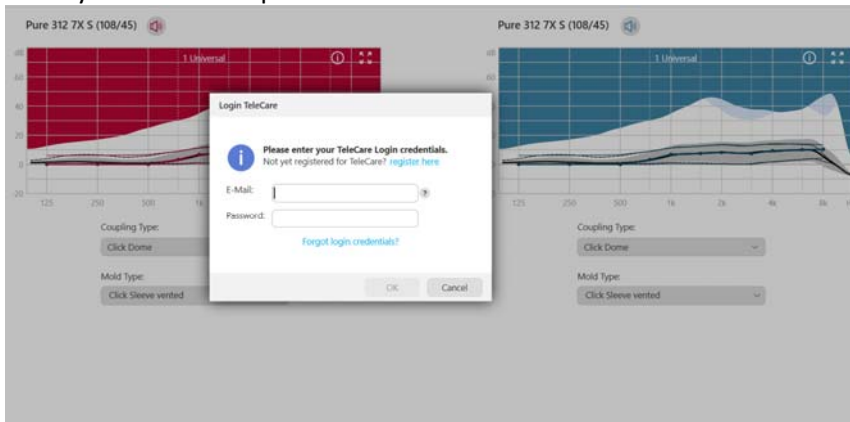 Pure 312 7X S (108/45)
Pure 312 7X S (108/45)
dB
1 Universal
dB
1 Universal
60
40
20
0
-20
125
250
500
1k
125
250
500
1k
2k
4k
8k
Login TeleCare
Please enter your TeleCare Login credentials.
Not yet registered for TeleCare? register here
E-Mail:
Password:
Forgot login credentials?
OK
Cancel
Coupling Type:
Click Dome
Mold Type:
Click Sleeve vented
Coupling Type:
Click Dome
Mold Type:
Click Sleeve vented